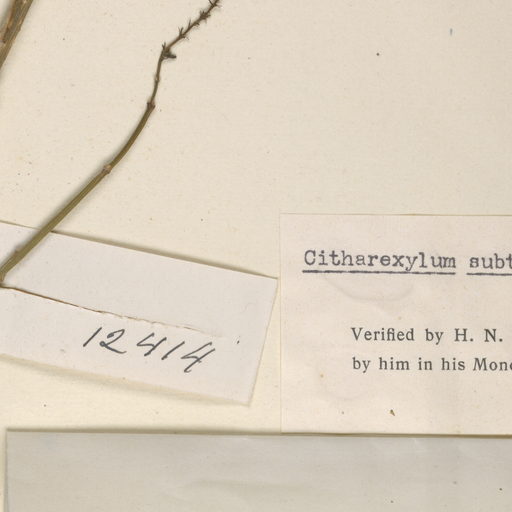 Citharexylum subt
Verified by H. N.
by him in his Mono
12414